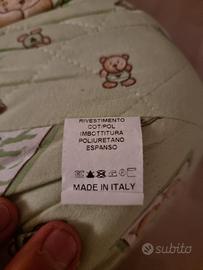 RIVESTIMENTO
COT/POL
IMBOTTITURA
POLIURETANO
ESPANSO
MADE IN ITALY
subito